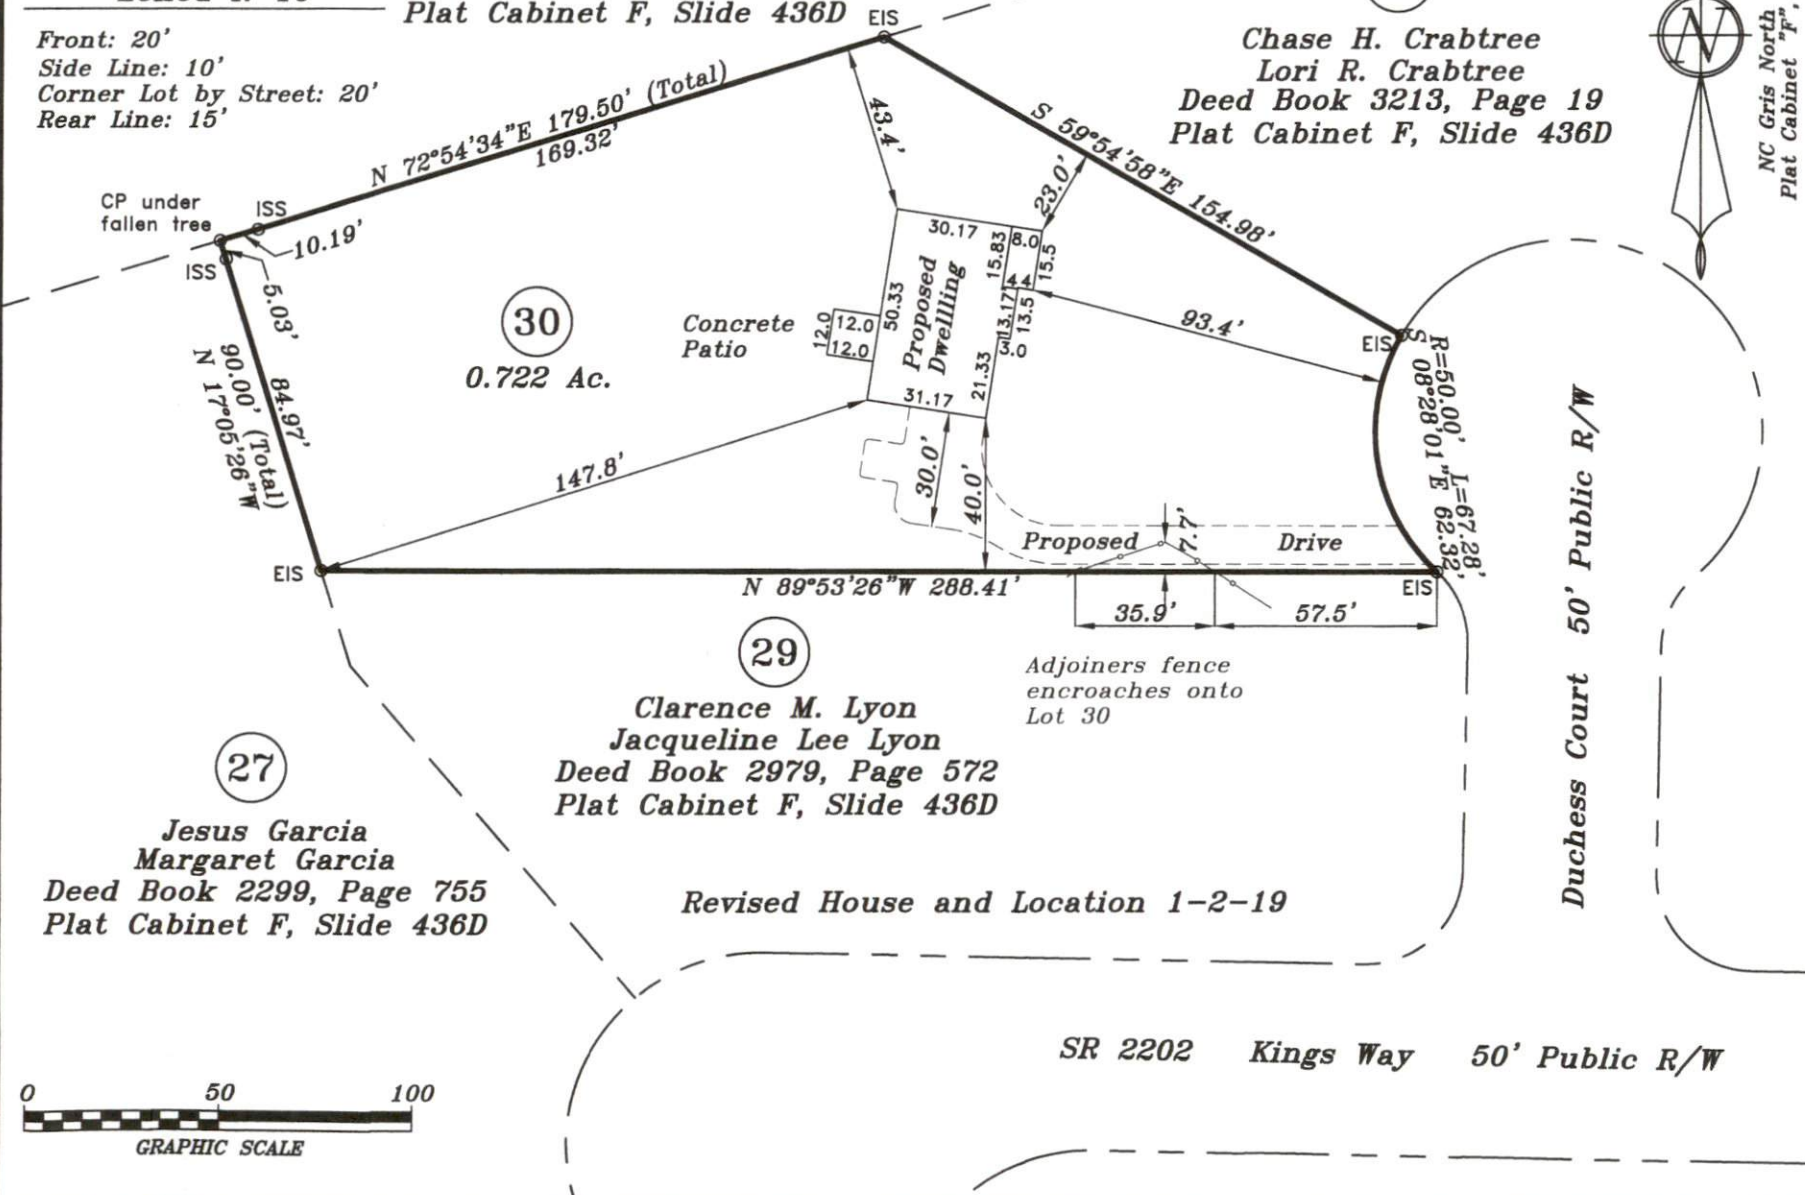 Plat Cabinet F, Slide 436D
Front: 20'
Side Line: 10'
Corner Lot by Street: 20'
Rear Line: 15'
EIS
Chase H. Crabtree
Lori R. Crabtree
Deed Book 3213, Page 19
Plat Cabinet F, Slide 436D
N
NC Gris North
Plat Cabinet "F",
N 72°54'34"E 179.50' (Total)
169.32'
43.4'
S 59°54'58"E 154.98'
23.0'
CP under
fallen tree
ISS
10.19'
ISS
5.03'
84.97'
90.00' (Total)
N 17°05'26"W
30
0.722 Ac.
Concrete
Patio
12.0
12.0
12.0
30.17
50.33
Proposed
Dwellling
15.83
8.0
15.5
4.4
13.17
13.5
3.0
21.33
31.17
93.4'
EIS
R=50.00' L=67.28'
S 08°28'01"E 62.32'
147.8'
30.0'
40.0'
Proposed Drive
7.7'
EIS
N 89°53'26"W 288.41'
EIS
35.9'
57.5'
Adjoiners fence
encroaches onto
Lot 30
29
Clarence M. Lyon
Jacqueline Lee Lyon
Deed Book 2979, Page 572
Plat Cabinet F, Slide 436D
27
Jesus Garcia
Margaret Garcia
Deed Book 2299, Page 755
Plat Cabinet F, Slide 436D
Duchess Court 50' Public R/W
Revised House and Location 1-2-19
SR 2202 Kings Way 50' Public R/W
0 50 100
GRAPHIC SCALE